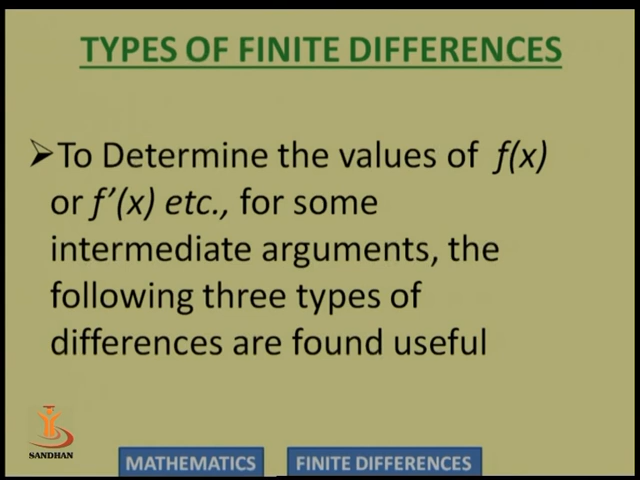 TYPES OF FINITE DIFFERENCES
➢To Determine the values of f(x)
or f’(x) etc., for some
intermediate arguments, the
following three types of
differences are found useful
SANDHAN
MATHEMATICS FINITE DIFFERENCES